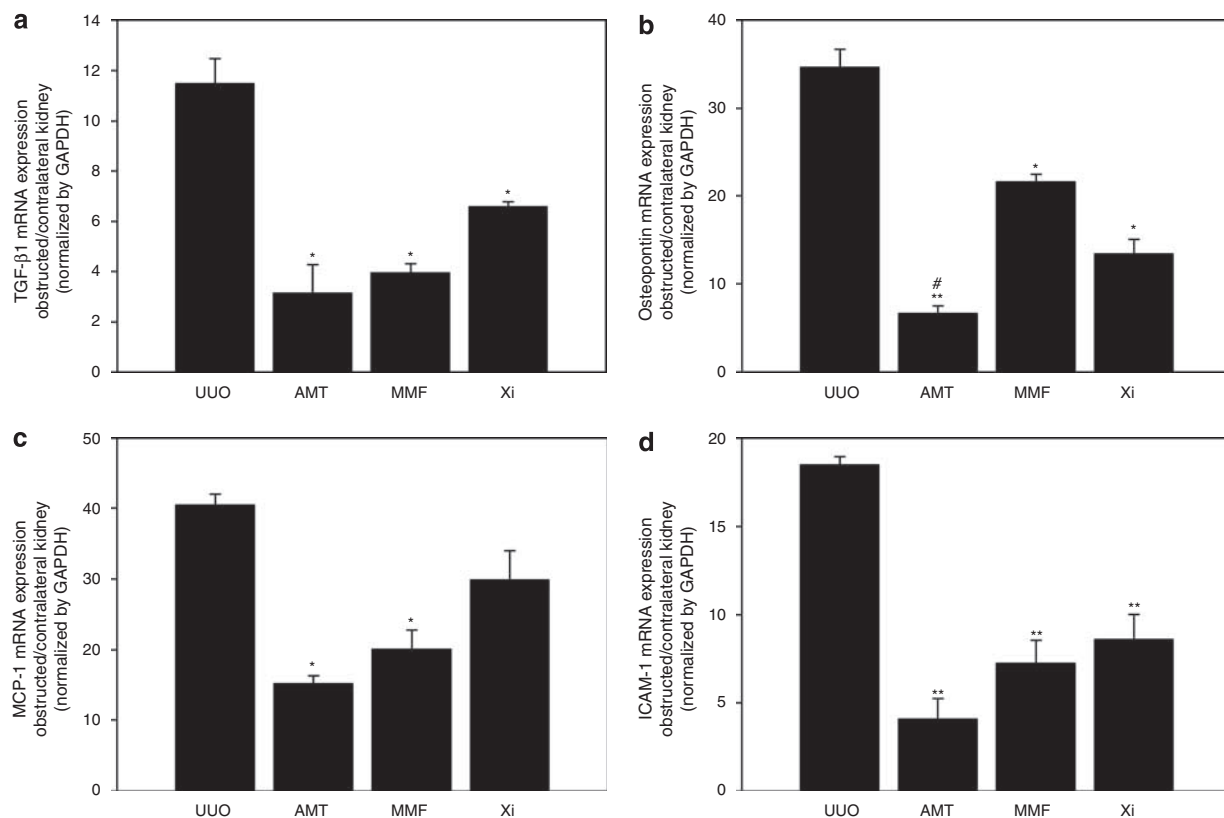 a
TGF-β1 mRNA expression
obstructed/contralateral kidney
(normalized by GAPDH)
14
12
10
8
6
4
2
0
*
*
*
UUO AMT MMF Xi
b
Osteopontin mRNA expression
obstructed/contralateral kidney
(normalized by GAPDH)
40
30
20
10
0
#
**
*
*
UUO AMT MMF Xi
c
MCP-1 mRNA expression
obstructed/contralateral kidney
(normalized by GAPDH)
50
40
30
20
10
0
*
*
UUO AMT MMF Xi
d
ICAM-1 mRNA expression
obstructed/contralateral kidney
(normalized by GAPDH)
20
15
10
5
0
**
**
**
UUO AMT MMF Xi